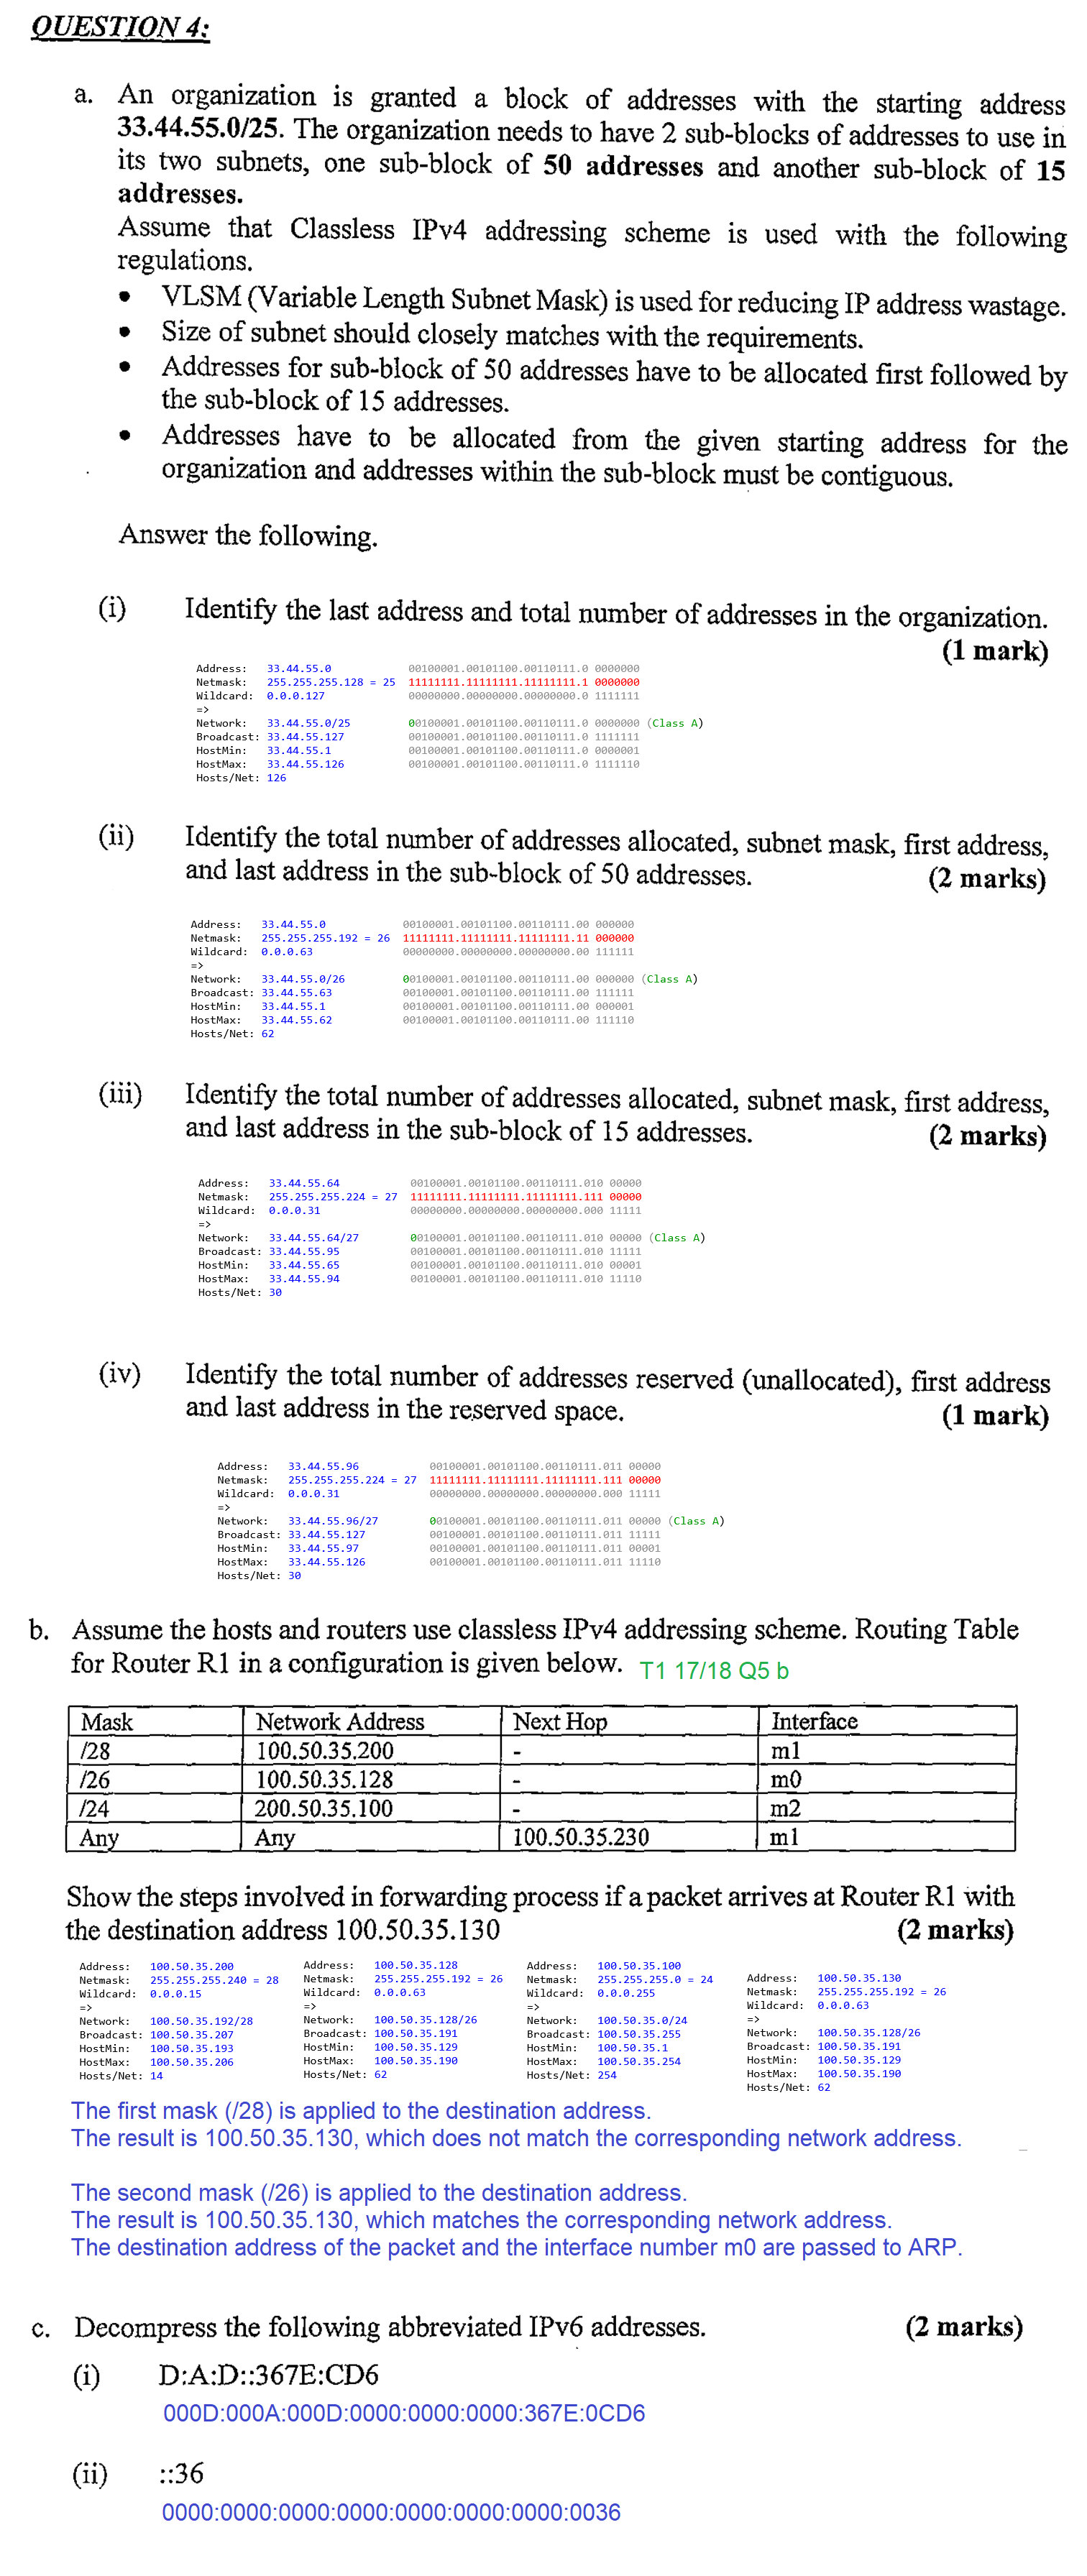 QUESTION 4:
a. An organization is granted a block of addresses with the starting address
33.44.55.0/25. The organization needs to have 2 sub-blocks of addresses to use in
its two subnets, one sub-block of 50 addresses and another sub-block of 15
addresses.
Assume that Classless IPv4 addressing scheme is used with the following
regulations.
• VLSM (Variable Length Subnet Mask) is used for reducing IP address wastage.
• Size of subnet should closely matches with the requirements.
• Addresses for sub-block of 50 addresses have to be allocated first followed by
the sub-block of 15 addresses.
• Addresses have to be allocated from the given starting address for the
organization and addresses within the sub-block must be contiguous.
Answer the following.
(i) Identify the last address and total number of addresses in the organization.
(1 mark)
Address: 33.44.55.0 00100001.00101100.00110111.0 0000000
Netmask: 255.255.255.128 = 25 11111111.11111111.11111111.1 0000000
Wildcard: 0.0.0.127 00000000.00000000.00000000.0 1111111
=>
Network: 33.44.55.0/25 00100001.00101100.00110111.0 0000000 (Class A)
Broadcast: 33.44.55.127 00100001.00101100.00110111.0 1111111
HostMin: 33.44.55.1 00100001.00101100.00110111.0 0000001
HostMax: 33.44.55.126 00100001.00101100.00110111.0 1111110
Hosts/Net: 126
(ii) Identify the total number of addresses allocated, subnet mask, first address,
and last address in the sub-block of 50 addresses. (2 marks)
Address: 33.44.55.0 00100001.00101100.00110111.00 000000
Netmask: 255.255.255.192 = 26 11111111.11111111.11111111.11 000000
Wildcard: 0.0.0.63 00000000.00000000.00000000.00 111111
=>
Network: 33.44.55.0/26 00100001.00101100.00110111.00 000000 (Class A)
Broadcast: 33.44.55.63 00100001.00101100.00110111.00 111111
HostMin: 33.44.55.1 00100001.00101100.00110111.00 000001
HostMax: 33.44.55.62 00100001.00101100.00110111.00 111110
Hosts/Net: 62
(iii) Identify the total number of addresses allocated, subnet mask, first address,
and last address in the sub-block of 15 addresses. (2 marks)
Address: 33.44.55.64 00100001.00101100.00110111.010 00000
Netmask: 255.255.255.224 = 27 11111111.11111111.11111111.111 00000
Wildcard: 0.0.0.31 00000000.00000000.00000000.000 11111
=>
Network: 33.44.55.64/27 00100001.00101100.00110111.010 00000 (Class A)
Broadcast: 33.44.55.95 00100001.00101100.00110111.010 11111
HostMin: 33.44.55.65 00100001.00101100.00110111.010 00001
HostMax: 33.44.55.94 00100001.00101100.00110111.010 11110
Hosts/Net: 30
(iv) Identify the total number of addresses reserved (unallocated), first address
and last address in the reserved space. (1 mark)
Address: 33.44.55.96 00100001.00101100.00110111.011 00000
Netmask: 255.255.255.224 = 27 11111111.11111111.11111111.111 00000
Wildcard: 0.0.0.31 00000000.00000000.00000000.000 11111
=>
Network: 33.44.55.96/27 00100001.00101100.00110111.011 00000 (Class A)
Broadcast: 33.44.55.127 00100001.00101100.00110111.011 11111
HostMin: 33.44.55.97 00100001.00101100.00110111.011 00001
HostMax: 33.44.55.126 00100001.00101100.00110111.011 11110
Hosts/Net: 30
b. Assume the hosts and routers use classless IPv4 addressing scheme. Routing Table
for Router R1 in a configuration is given below. T1 17/18 Q5 b
Mask Network Address Next Hop Interface
/28 100.50.35.200 - m1
/26 100.50.35.128 - m0
/24 200.50.35.100 - m2
Any Any 100.50.35.230 m1
Show the steps involved in forwarding process if a packet arrives at Router R1 with
the destination address 100.50.35.130 (2 marks)
Address: 100.50.35.200
Netmask: 255.255.255.240 = 28
Wildcard: 0.0.0.15
=>
Network: 100.50.35.192/28
Broadcast: 100.50.35.207
HostMin: 100.50.35.193
HostMax: 100.50.35.206
Hosts/Net: 14
Address: 100.50.35.128
Netmask: 255.255.255.192 = 26
Wildcard: 0.0.0.63
=>
Network: 100.50.35.128/26
Broadcast: 100.50.35.191
HostMin: 100.50.35.129
HostMax: 100.50.35.190
Hosts/Net: 62
Address: 100.50.35.100
Netmask: 255.255.255.0 = 24
Wildcard: 0.0.0.255
=>
Network: 100.50.35.0/24
Broadcast: 100.50.35.255
HostMin: 100.50.35.1
HostMax: 100.50.35.254
Hosts/Net: 254
Address: 100.50.35.130
Netmask: 255.255.255.192 = 26
Wildcard: 0.0.0.63
=>
Network: 100.50.35.128/26
Broadcast: 100.50.35.191
HostMin: 100.50.35.129
HostMax: 100.50.35.190
Hosts/Net: 62
The first mask (/28) is applied to the destination address.
The result is 100.50.35.130, which does not match the corresponding network address.
The second mask (/26) is applied to the destination address.
The result is 100.50.35.130, which matches the corresponding network address.
The destination address of the packet and the interface number m0 are passed to ARP.
c. Decompress the following abbreviated IPv6 addresses. (2 marks)
(i) D:A:D::367E:CD6
000D:000A:000D:0000:0000:0000:367E:0CD6
(ii) ::36
0000:0000:0000:0000:0000:0000:0000:0036